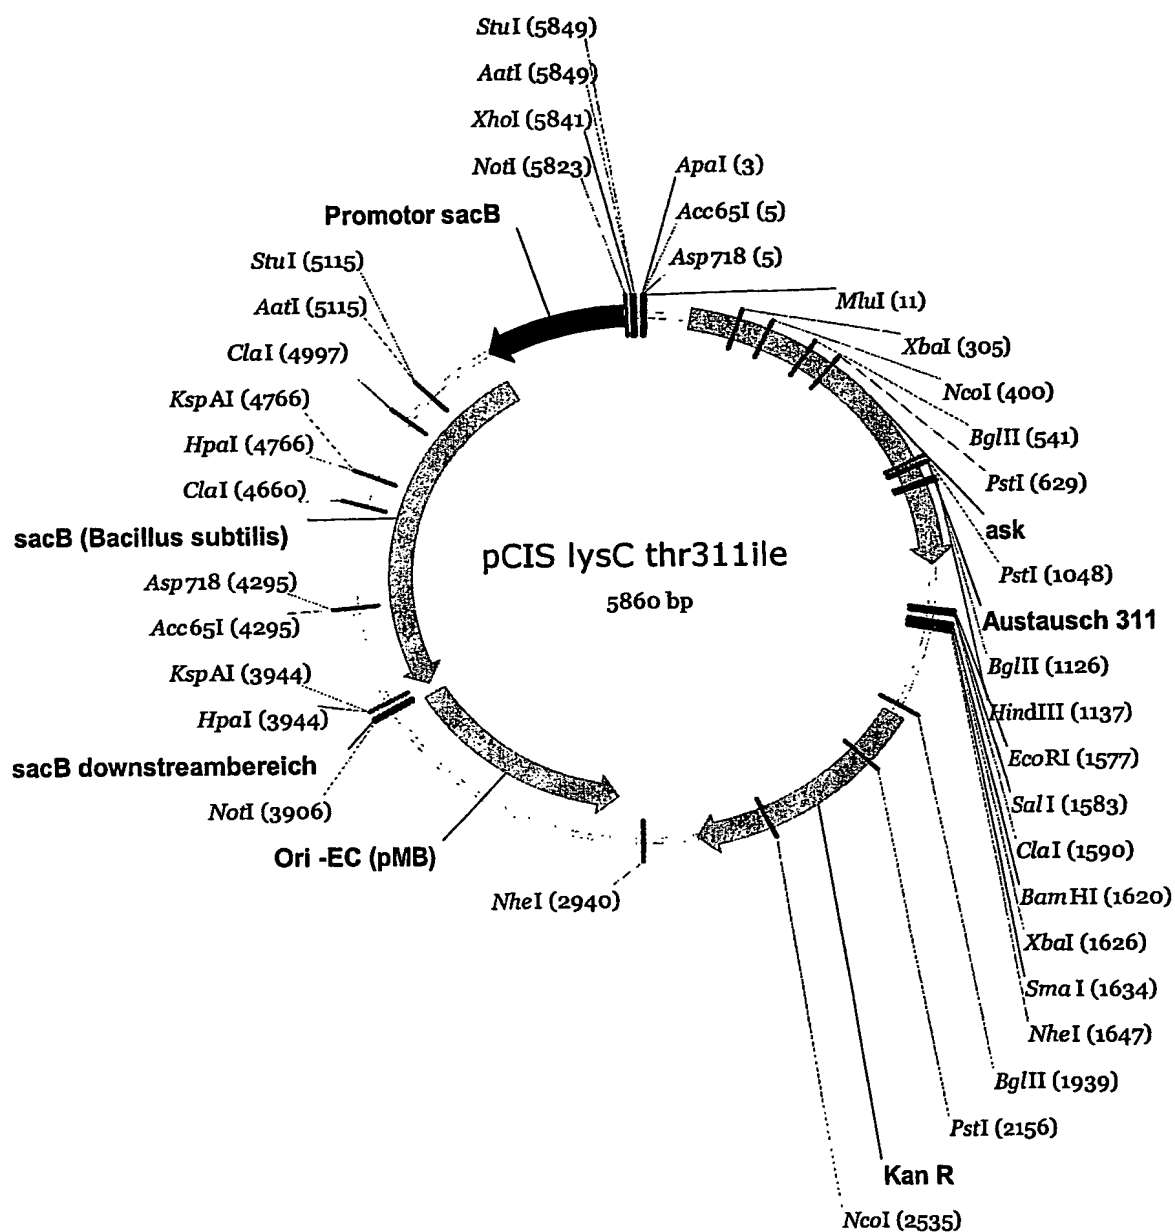 StuI (5849)
AatI (5849)
XhoI (5841)
NotI (5823)
ApaI (3)
Acc65I (5)
Asp718 (5)
MluI (11)
XbaI (305)
NcoI (400)
BglII (541)
PstI (629)
ask
PstI (1048)
Austausch 311
BglII (1126)
HindIII (1137)
EcoRI (1577)
SalI (1583)
ClaI (1590)
BamHI (1620)
XbaI (1626)
SmaI (1634)
NheI (1647)
BglII (1939)
PstI (2156)
Kan R
NcoI (2535)
Promotor sacB
StuI (5115)
AatI (5115)
ClaI (4997)
KspAI (4766)
HpaI (4766)
ClaI (4660)
sacB (Bacillus subtilis)
Asp718 (4295)
Acc65I (4295)
KspAI (3944)
HpaI (3944)
sacB downstreambereich
NotI (3906)
Ori -EC (pMB)
NheI (2940)
pCIS lysC thr311ile
5860 bp